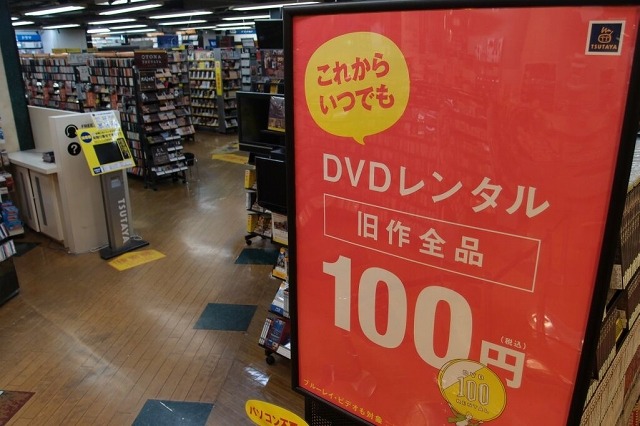 TSUTAYA
これから
いつでも
DVDレンタル
旧作全品
100円
(税込)
100
ブルーレイ・ビデオも対象
パソコン不
TSUTAYA
?